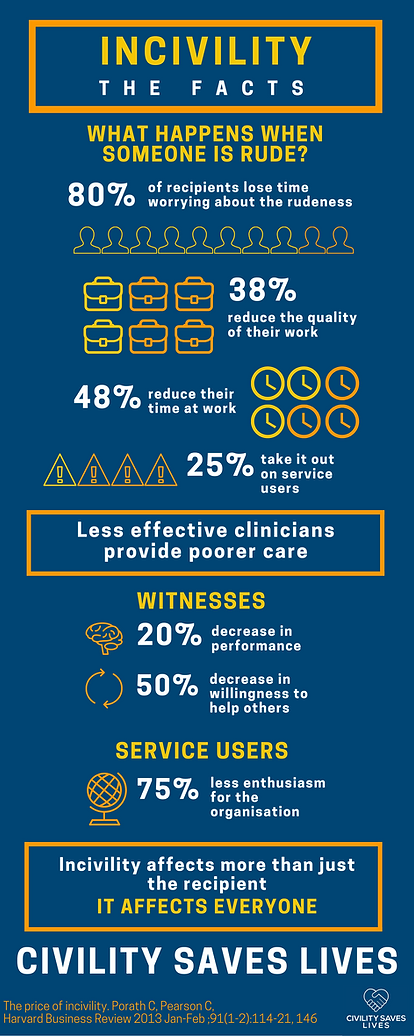 INCIVILITY
THE FACTS
WHAT HAPPENS WHEN
SOMEONE IS RUDE?
80% of recipients lose time
worrying about the rudeness
38%
reduce the quality
of their work
48% reduce their
time at work
25% take it out
on service
users
Less effective clinicians
provide poorer care
WITNESSES
20% decrease in
performance
50% decrease in
willingness to
help others
SERVICE USERS
75% less enthusiasm
for the
organisation
Incivility affects more than just
the recipient
IT AFFECTS EVERYONE
CIVILITY SAVES LIVES
The price of incivility. Porath C, Pearson C,
Harvard Business Review 2013 Jan-Feb ;91(1-2):114-21, 146
CIVILITY SAVES
LIVES